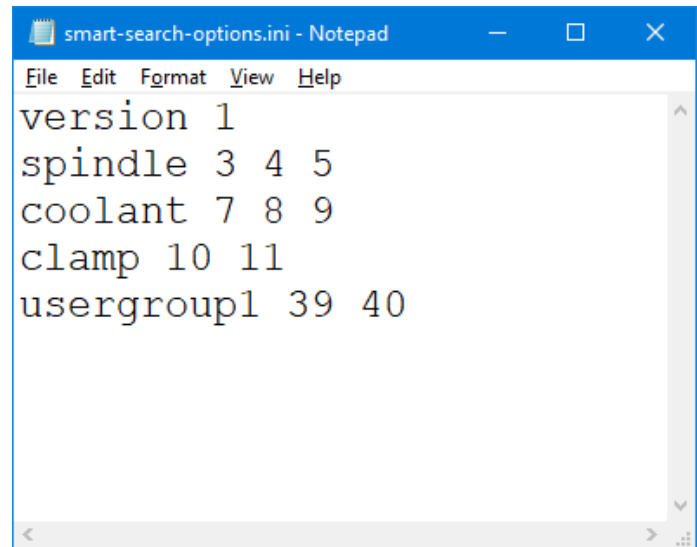 smart-search-options.ini - Notepad
File Edit Format View Help
version 1
spindle 3 4 5
coolant 7 8 9
clamp 10 11
usergroup1 39 40